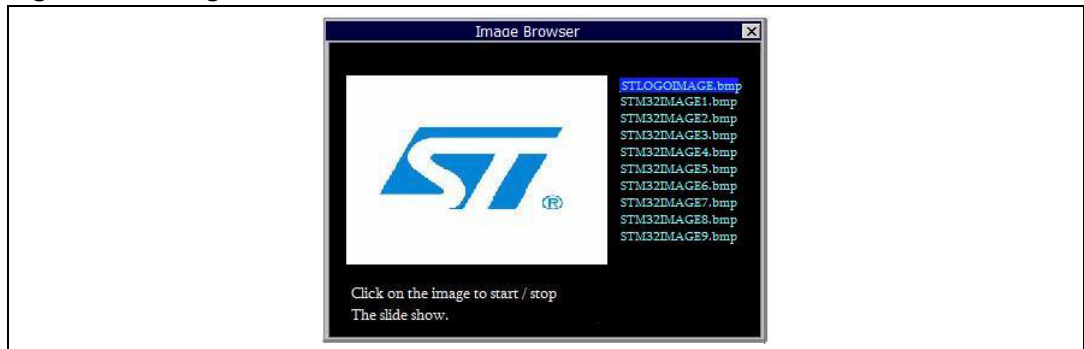 Image Browser
STLOGOIMAGE.bmp
STM32IMAGE1.bmp
STM32IMAGE2.bmp
STM32IMAGE3.bmp
STM32IMAGE4.bmp
STM32IMAGE5.bmp
STM32IMAGE6.bmp
STM32IMAGE7.bmp
STM32IMAGE8.bmp
STM32IMAGE9.bmp
ST®
Click on the image to start / stop
The slide show.